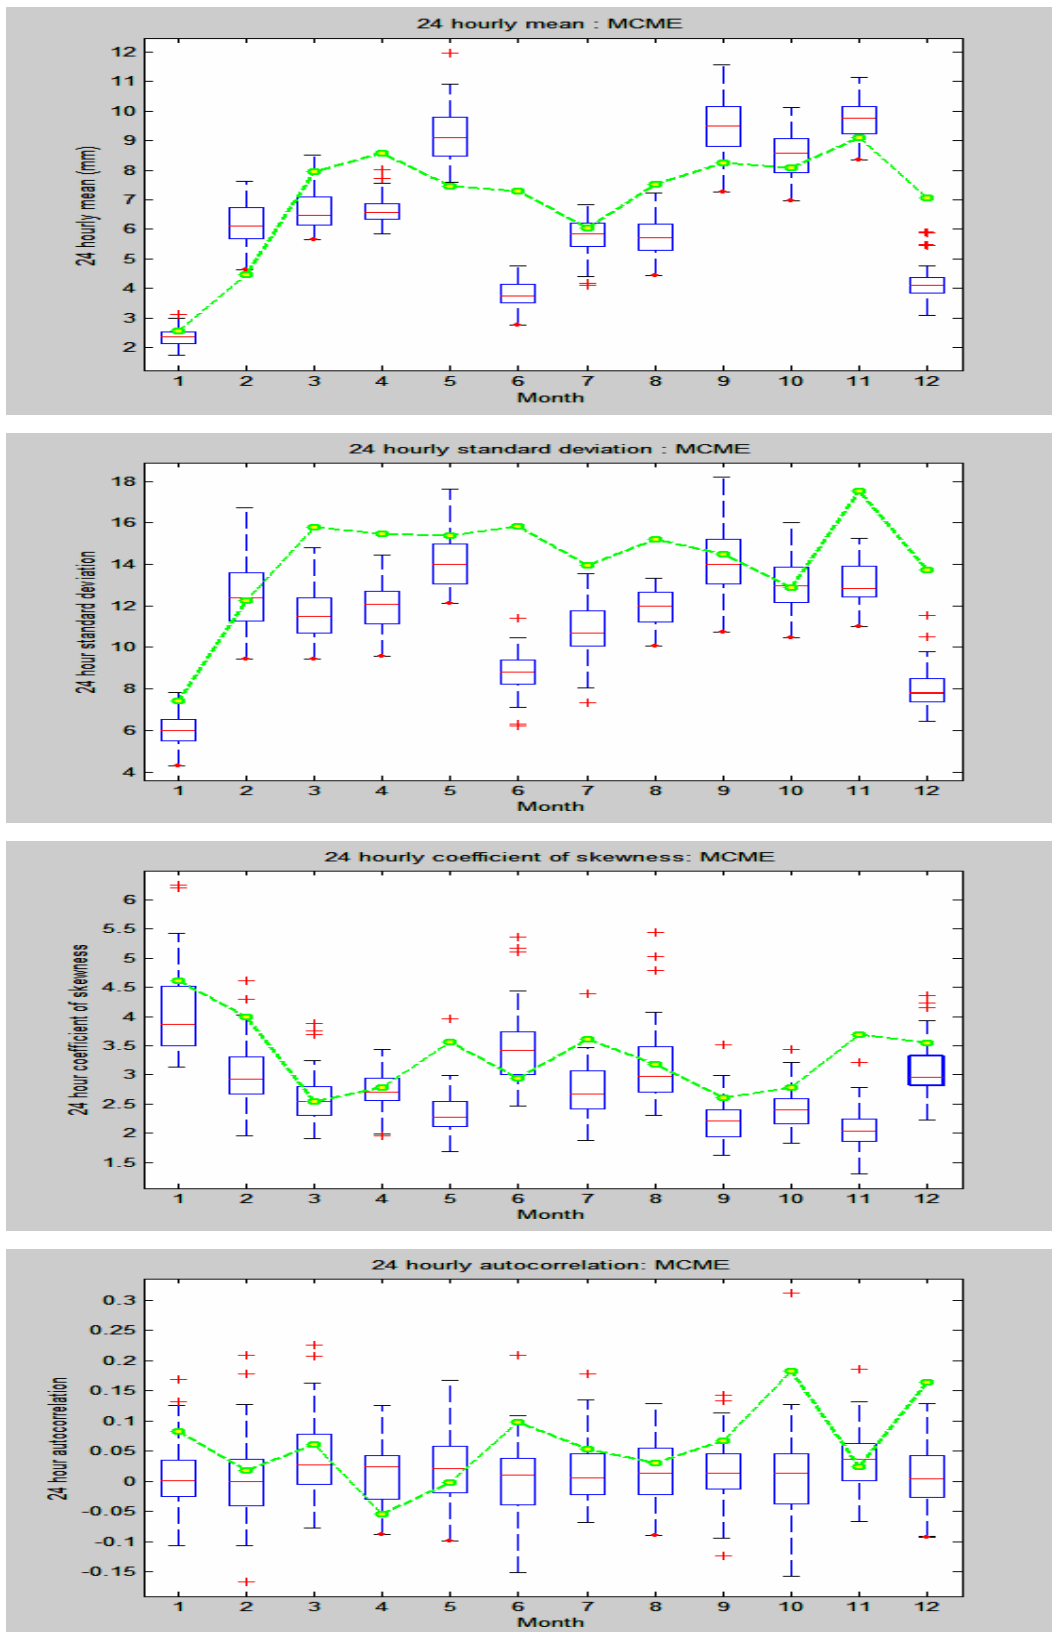 24 hourly mean : MCME
24 hourly mean (mm)
12
11
10
9
8
7
6
5
4
3
2
1 2 3 4 5 6 7 8 9 10 11 12
Month
24 hourly standard deviation : MCME
24 hour standard deviation
18
16
14
12
10
8
6
4
1 2 3 4 5 6 7 8 9 10 11 12
Month
24 hourly coefficient of skewness: MCME
24 hour coefficient of skewness
6
5.5
5
4.5
4
3.5
3
2.5
2
1.5
1 2 3 4 5 6 7 8 9 10 11 12
Month
24 hourly autocorrelation: MCME
24 hour autocorrelation
0.3
0.25
0.2
0.15
0.1
0.05
0
-0.05
-0.1
-0.15
1 2 3 4 5 6 7 8 9 10 11 12
Month